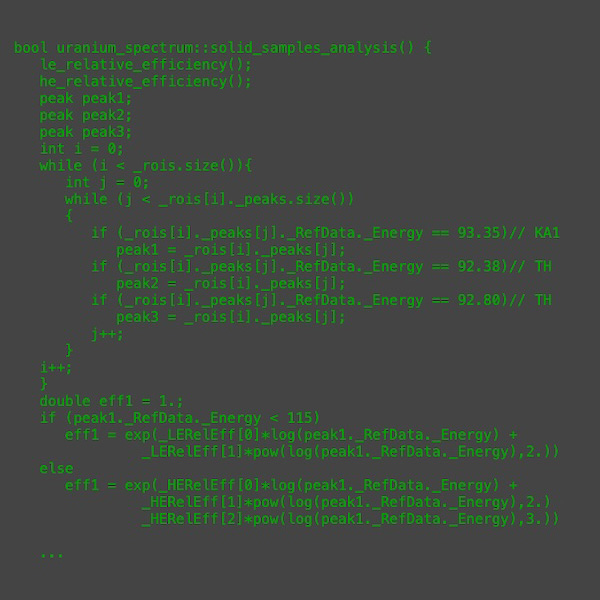 bool uranium_spectrum::solid_samples_analysis() {
le_relative_efficiency();
he_relative_efficiency();
peak peak1;
peak peak2;
peak peak3;
int i = 0;
while (i < _rois.size()){
int j = 0;
while (j < _rois[i]._peaks.size())
{
if (_rois[i]._peaks[j]._RefData._Energy == 93.35)// KA1
peak1 = _rois[i]._peaks[j];
if (_rois[i]._peaks[j]._RefData._Energy == 92.38)// TH
peak2 = _rois[i]._peaks[j];
if (_rois[i]._peaks[j]._RefData._Energy == 92.80)// TH
peak3 = _rois[i]._peaks[j];
j++;
}
i++;
}
double eff1 = 1.;
if (peak1._RefData._Energy < 115)
eff1 = exp(_LERelEff[0]*log(peak1._RefData._Energy) +
_LERelEff[1]*pow(log(peak1._RefData._Energy),2.))
else
eff1 = exp(_HERelEff[0]*log(peak1._RefData._Energy) +
_HERelEff[1]*pow(log(peak1._RefData._Energy),2.)
_HERelEff[2]*pow(log(peak1._RefData._Energy),3.))
...